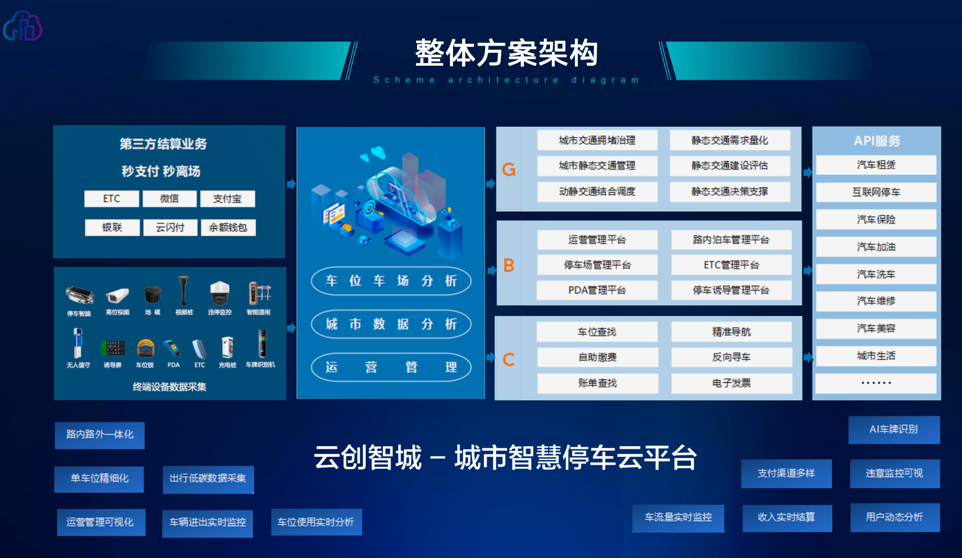 整体方案架构
Scheme architecture diagram
第三方结算业务
秒支付 秒离场
ETC 微信 支付宝
银联 云闪付 余额钱包
停车智脑 高位视频 地 磁 视频桩 违停监控 智能道闸
无人值守 诱导屏 车位锁 PDA ETC 充电桩 车牌识别机
终端设备数据采集
车位车场分析
城市数据分析
运营管理
G
城市交通拥堵治理 静态交通需求量化
城市静态交通管理 静态交通建设评估
动静交通结合调度 静态交通决策支撑
B
运营管理平台 路内泊车管理平台
停车场管理平台 ETC管理平台
PDA管理平台 停车诱导管理平台
C
车位查找 精准导航
自助缴费 反向寻车
账单查找 电子发票
API服务
汽车租赁
互联网停车
汽车保险
汽车加油
汽车洗车
汽车维修
汽车美容
城市生活
······
云创智城 – 城市智慧停车云平台
路内路外一体化
单车位精细化 出行低碳数据采集
运营管理可视化 车辆进出实时监控 车位使用实时分析
AI车牌识别
支付渠道多样 违意监控可视
车流量实时监控 收入实时结算 用户动态分析